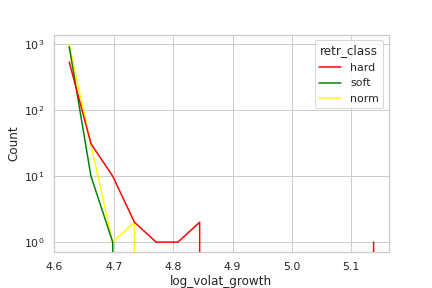 retr_class
hard
soft
norm
10³
10²
10¹
10⁰
Count
4.6 4.7 4.8 4.9 5.0 5.1
log_volat_growth